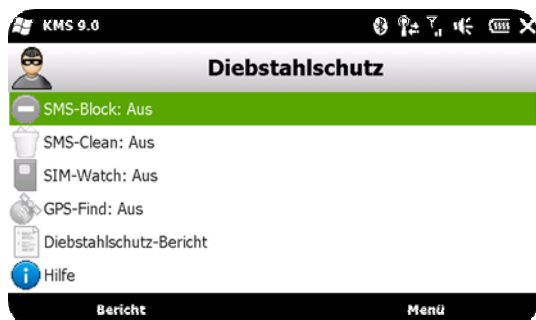 KMS 9.0
Diebstahlschutz
SMS-Block: Aus
SMS-Clean: Aus
SIM-Watch: Aus
GPS-Find: Aus
Diebstahlschutz-Bericht
Hilfe
Bericht Menü